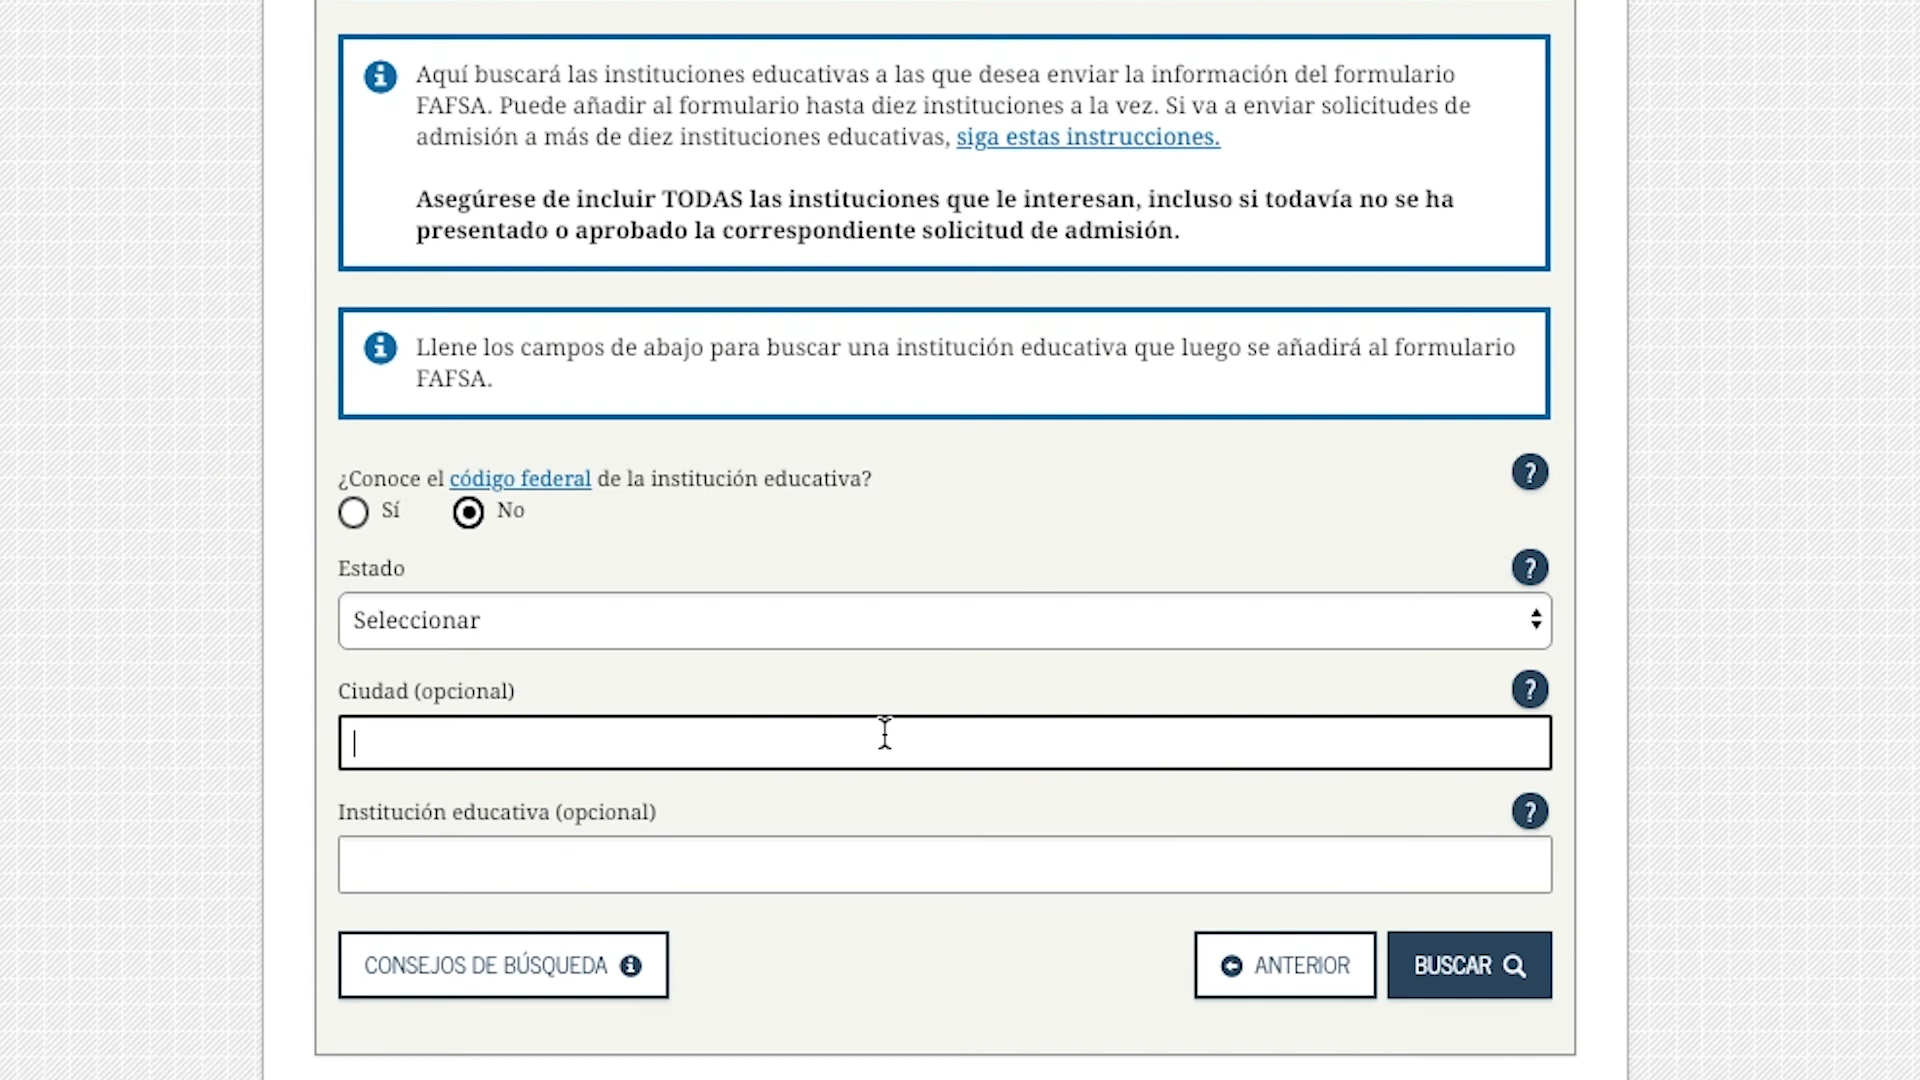 Aquí buscará las instituciones educativas a las que desea enviar la información del formulario
FAFSA. Puede añadir al formulario hasta diez instituciones a la vez. Si va a enviar solicitudes de
admisión a más de diez instituciones educativas, siga estas instrucciones.
Asegúrese de incluir TODAS las instituciones que le interesan, incluso si todavía no se ha
presentado o aprobado la correspondiente solicitud de admisión.
Llene los campos de abajo para buscar una institución educativa que luego se añadirá al formulario
FAFSA.
¿Conoce el código federal de la institución educativa?
Sí No
Estado
Seleccionar
Ciudad (opcional)
Institución educativa (opcional)
CONSEJOS DE BÚSQUEDA ANTERIOR BUSCAR